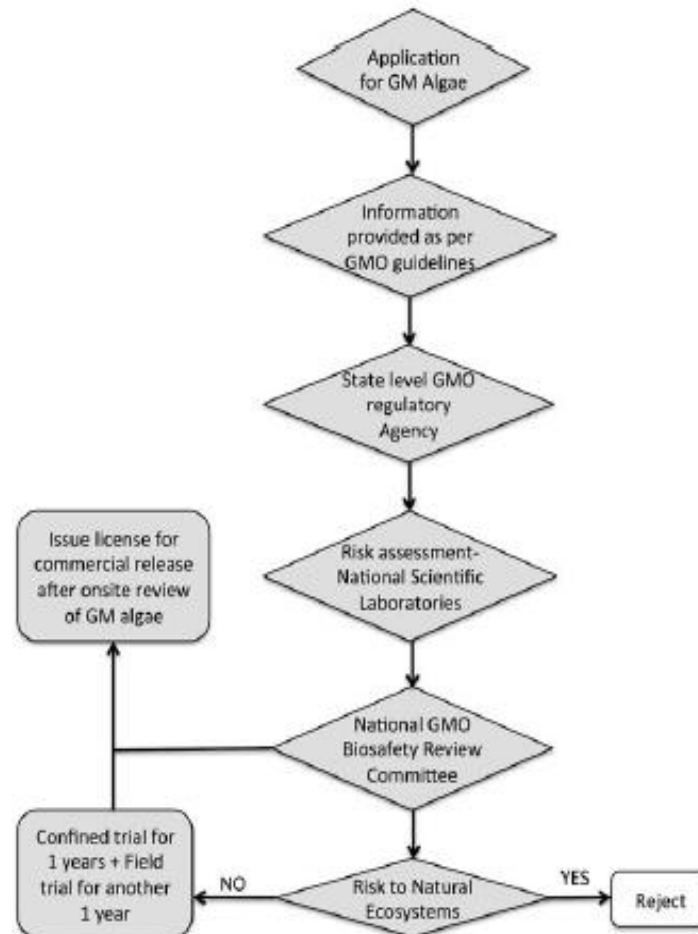 Application
for GM Algae
Information
provided as per
GMO guidelines
State level GMO
regulatory
Agency
Issue license for
commercial release
after onsite review
of GM algae
Risk assessment-
National Scientific
Laboratories
National GMO
Biosafety Review
Committee
Confined trial for
1 years + Field
trial for another
1 year
NO
Risk to Natural
Ecosystems
YES
Reject